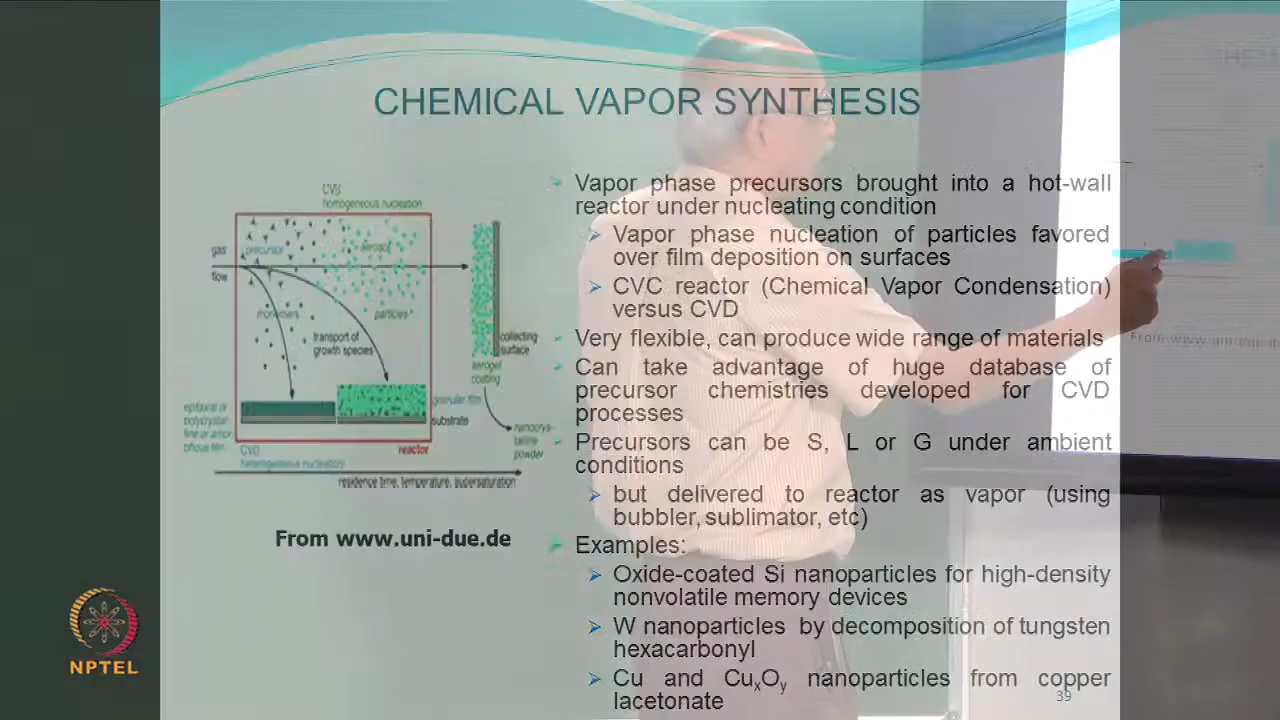 CHEMICAL VAPOR SYNTHESIS
CVS
homogeneous nucleation
gas
flow
precursor
aerosol
monomers
particles
transport of
growth species
collecting
surface
aerogel
coating
granular film
substrate
epitaxial or
polycrystal-
line or amor
phous film
CVD
heterogeneous nucleation
reactor
nanocrys-
talline
powder
residence time, temperature, supersaturation
From www.uni-due.de
Vapor phase precursors brought into a hot-wall
reactor under nucleating condition
Vapor phase nucleation of particles favored
over film deposition on surfaces
CVC reactor (Chemical Vapor Condensation)
versus CVD
Very flexible, can produce wide range of materials
Can take advantage of huge database of
precursor chemistries developed for CVD
processes
Precursors can be S, L or G under ambient
conditions
but delivered to reactor as vapor (using
bubbler, sublimator, etc)
Examples:
Oxide-coated Si nanoparticles for high-density
nonvolatile memory devices
W nanoparticles by decomposition of tungsten
hexacarbonyl
Cu and CuxOy nanoparticles from copper
lacetonate
39
NPTEL